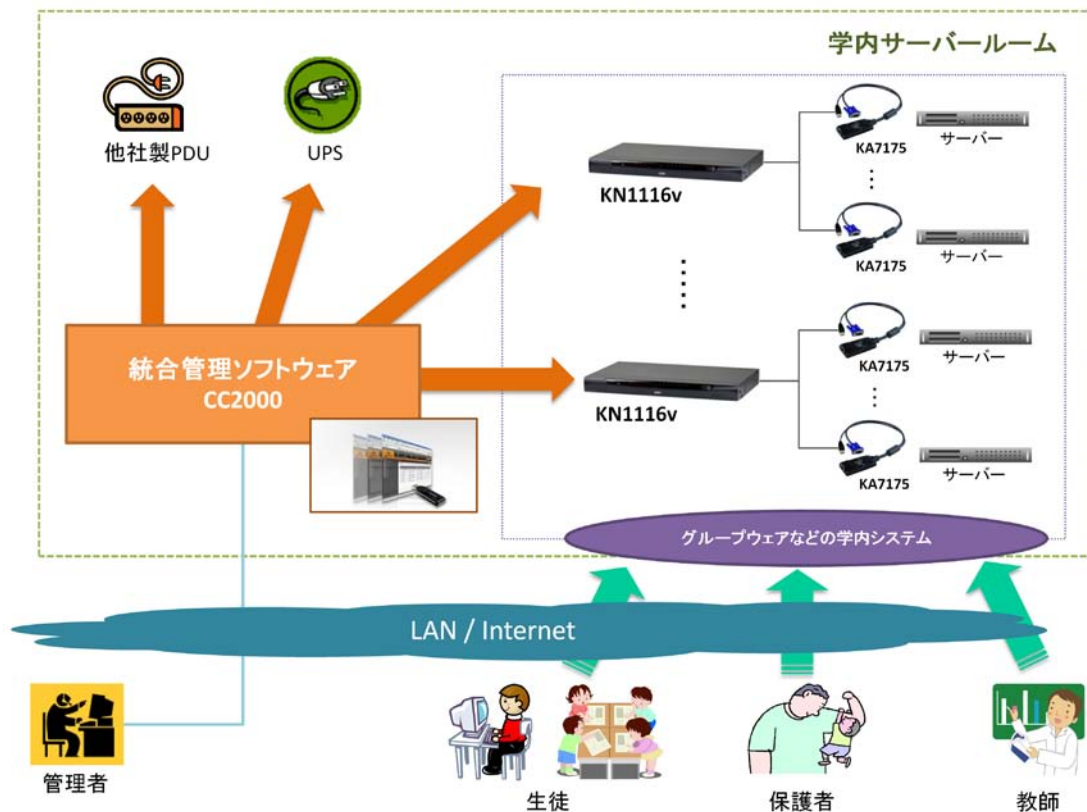 学内サーバールーム
他社製PDU
UPS
KN1116v
KA7175
サーバー
KA7175
サーバー
統合管理ソフトウェア
CC2000
KN1116v
KA7175
サーバー
KA7175
サーバー
グループウェアなどの学内システム
LAN / Internet
管理者
生徒
保護者
教師